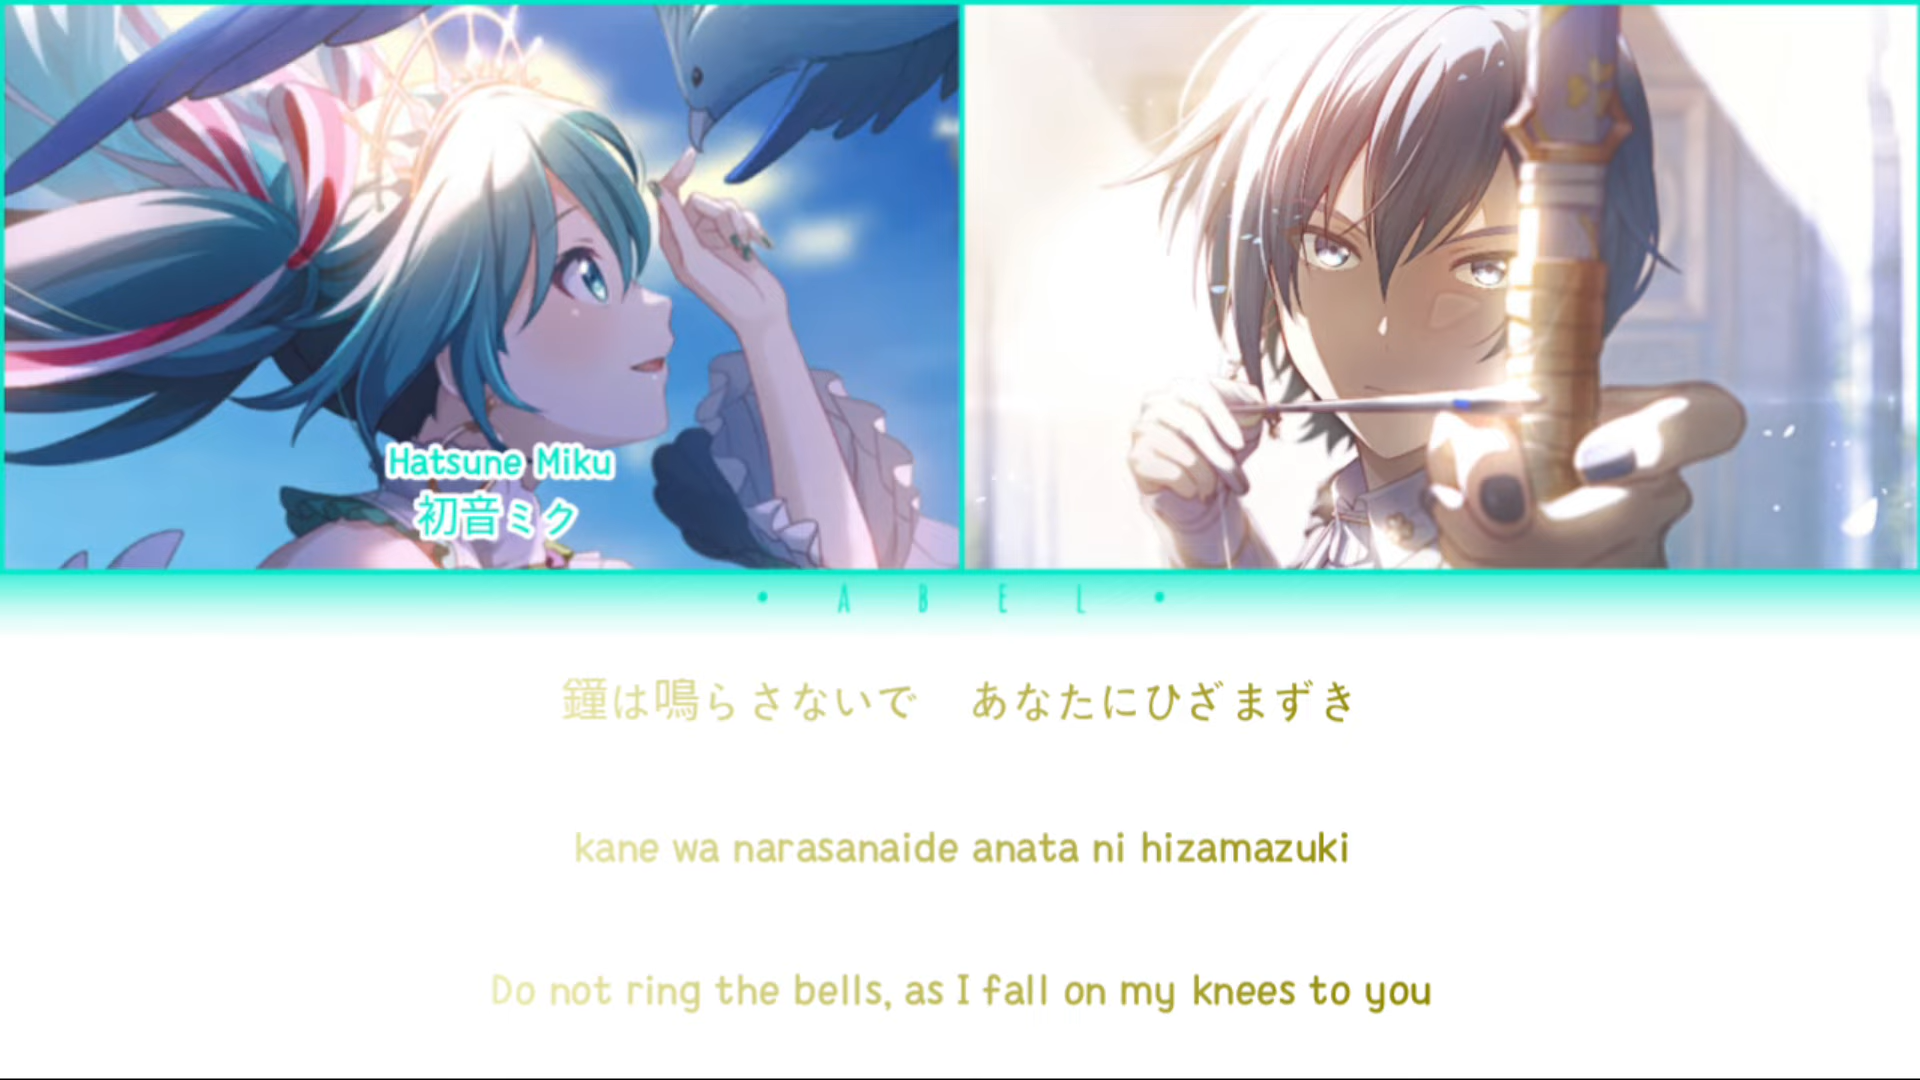 Hatsune Miku
初音ミク
• A B E L •
鐘は鳴らさないで　あなたにひざまずき
kane wa narasanaide anata ni hizamazuki
Do not ring the bells, as I fall on my knees to you